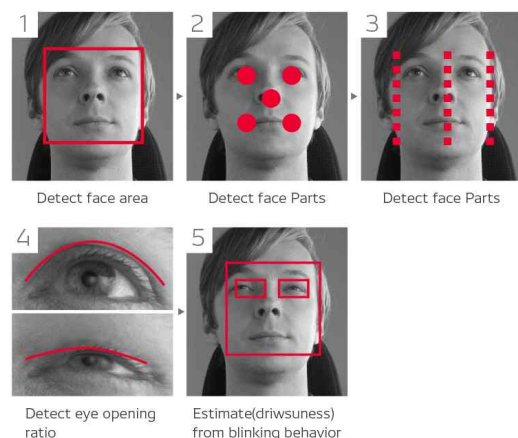 1
2
3
Detect face area
Detect face Parts
Detect face Parts
4
5
Detect eye opening
ratio
Estimate(driwsuness)
from blinking behavior